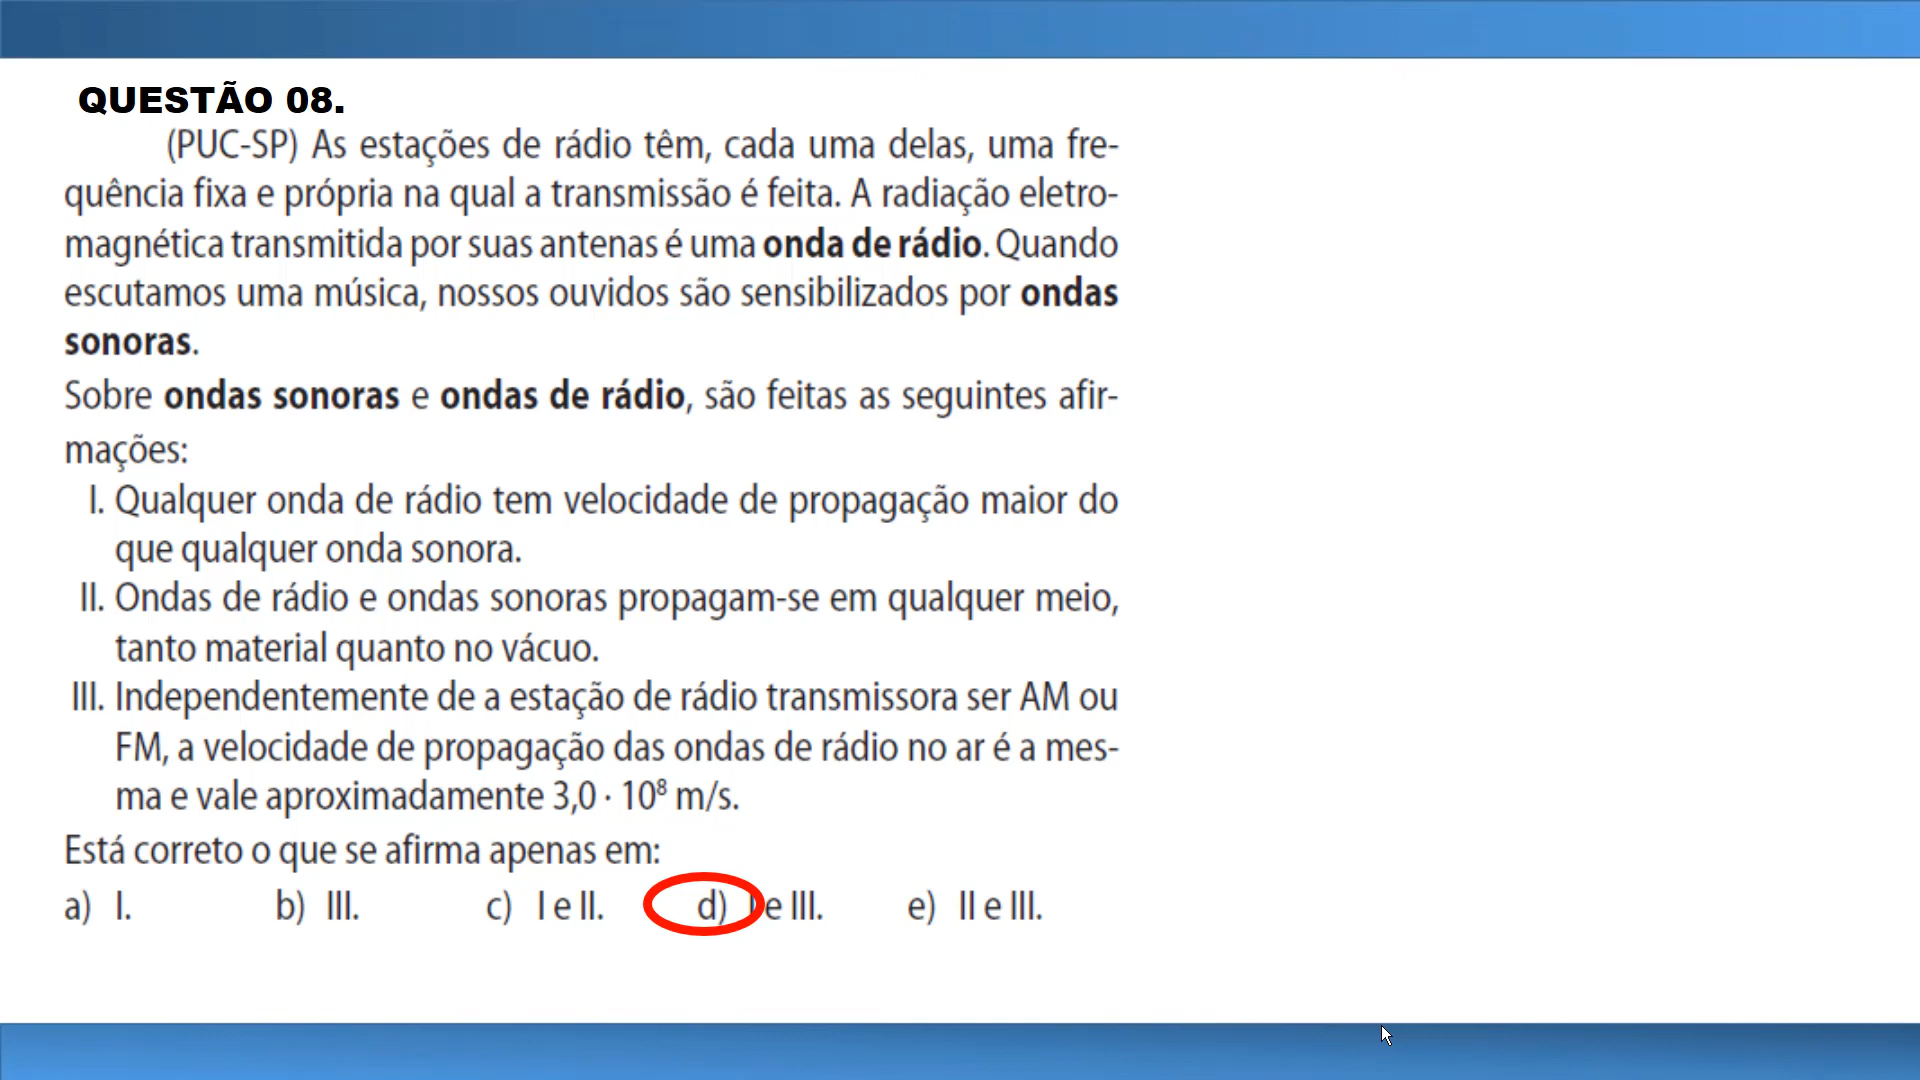 QUESTÃO 08.
(PUC-SP) As estações de rádio têm, cada uma delas, uma fre-
quência fixa e própria na qual a transmissão é feita. A radiação eletro-
magnética transmitida por suas antenas é uma onda de rádio. Quando
escutamos uma música, nossos ouvidos são sensibilizados por ondas
sonoras.
Sobre ondas sonoras e ondas de rádio, são feitas as seguintes afir-
mações:
I. Qualquer onda de rádio tem velocidade de propagação maior do
que qualquer onda sonora.
II. Ondas de rádio e ondas sonoras propagam-se em qualquer meio,
tanto material quanto no vácuo.
III. Independentemente de a estação de rádio transmissora ser AM ou
FM, a velocidade de propagação das ondas de rádio no ar é a mes-
ma e vale aproximadamente 3,0 · 10⁸ m/s.
Está correto o que se afirma apenas em:
a) I. b) III. c) I e II. d) I e III. e) II e III.